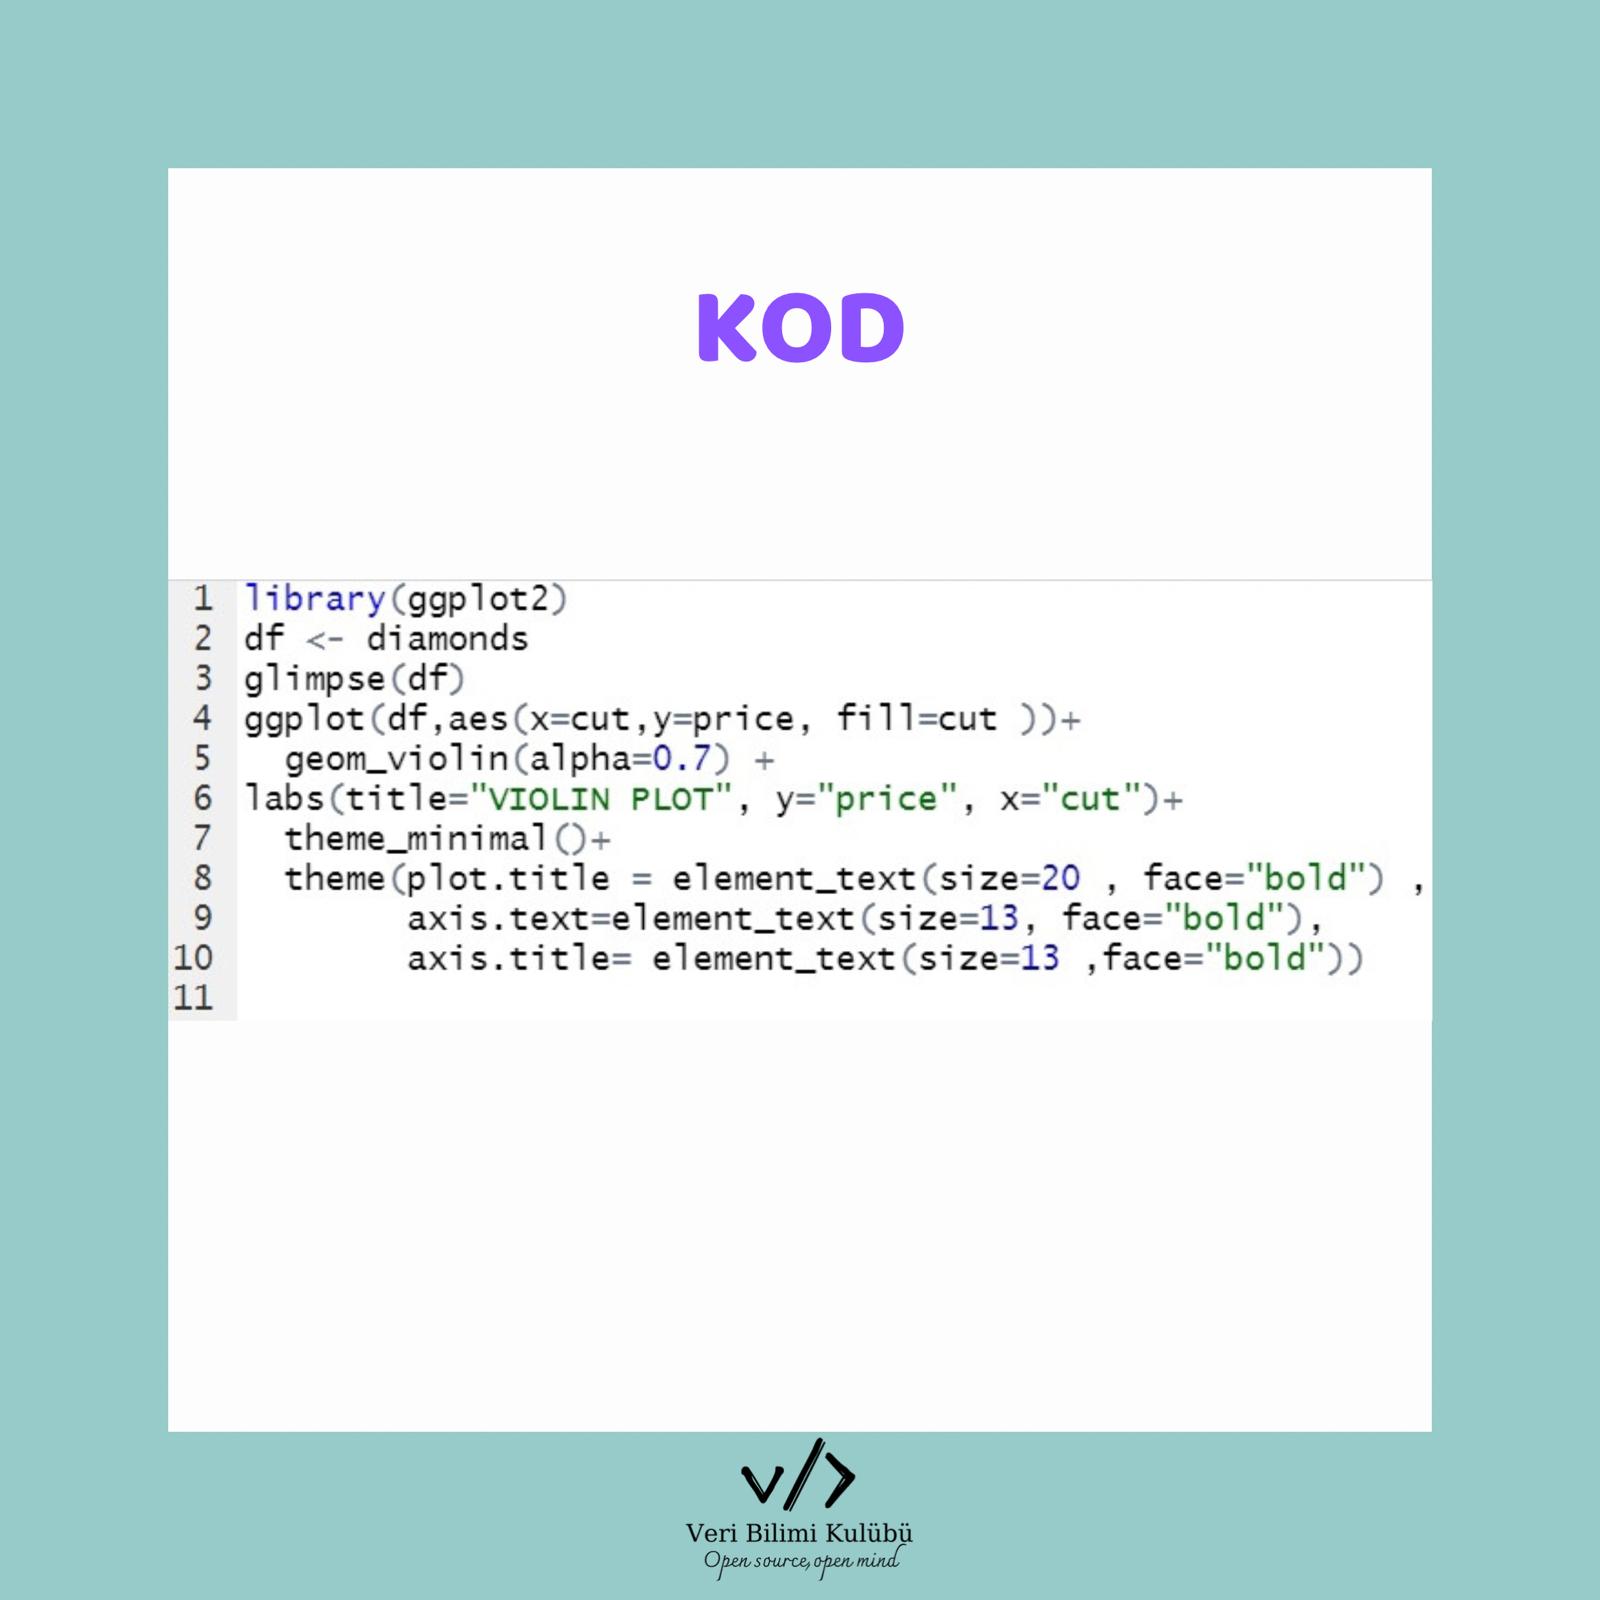 KOD
1 library(ggplot2)
2 df <- diamonds
3 glimpse(df)
4 ggplot(df,aes(x=cut,y=price, fill=cut ))+
5   geom_violin(alpha=0.7) +
6 labs(title="VIOLIN PLOT", y="price", x="cut")+
7   theme_minimal()+
8   theme(plot.title = element_text(size=20 , face="bold") ,
9         axis.text=element_text(size=13, face="bold"),
10         axis.title= element_text(size=13 ,face="bold"))
11
v/>
Veri Bilimi Kulübü
Open source, open mind